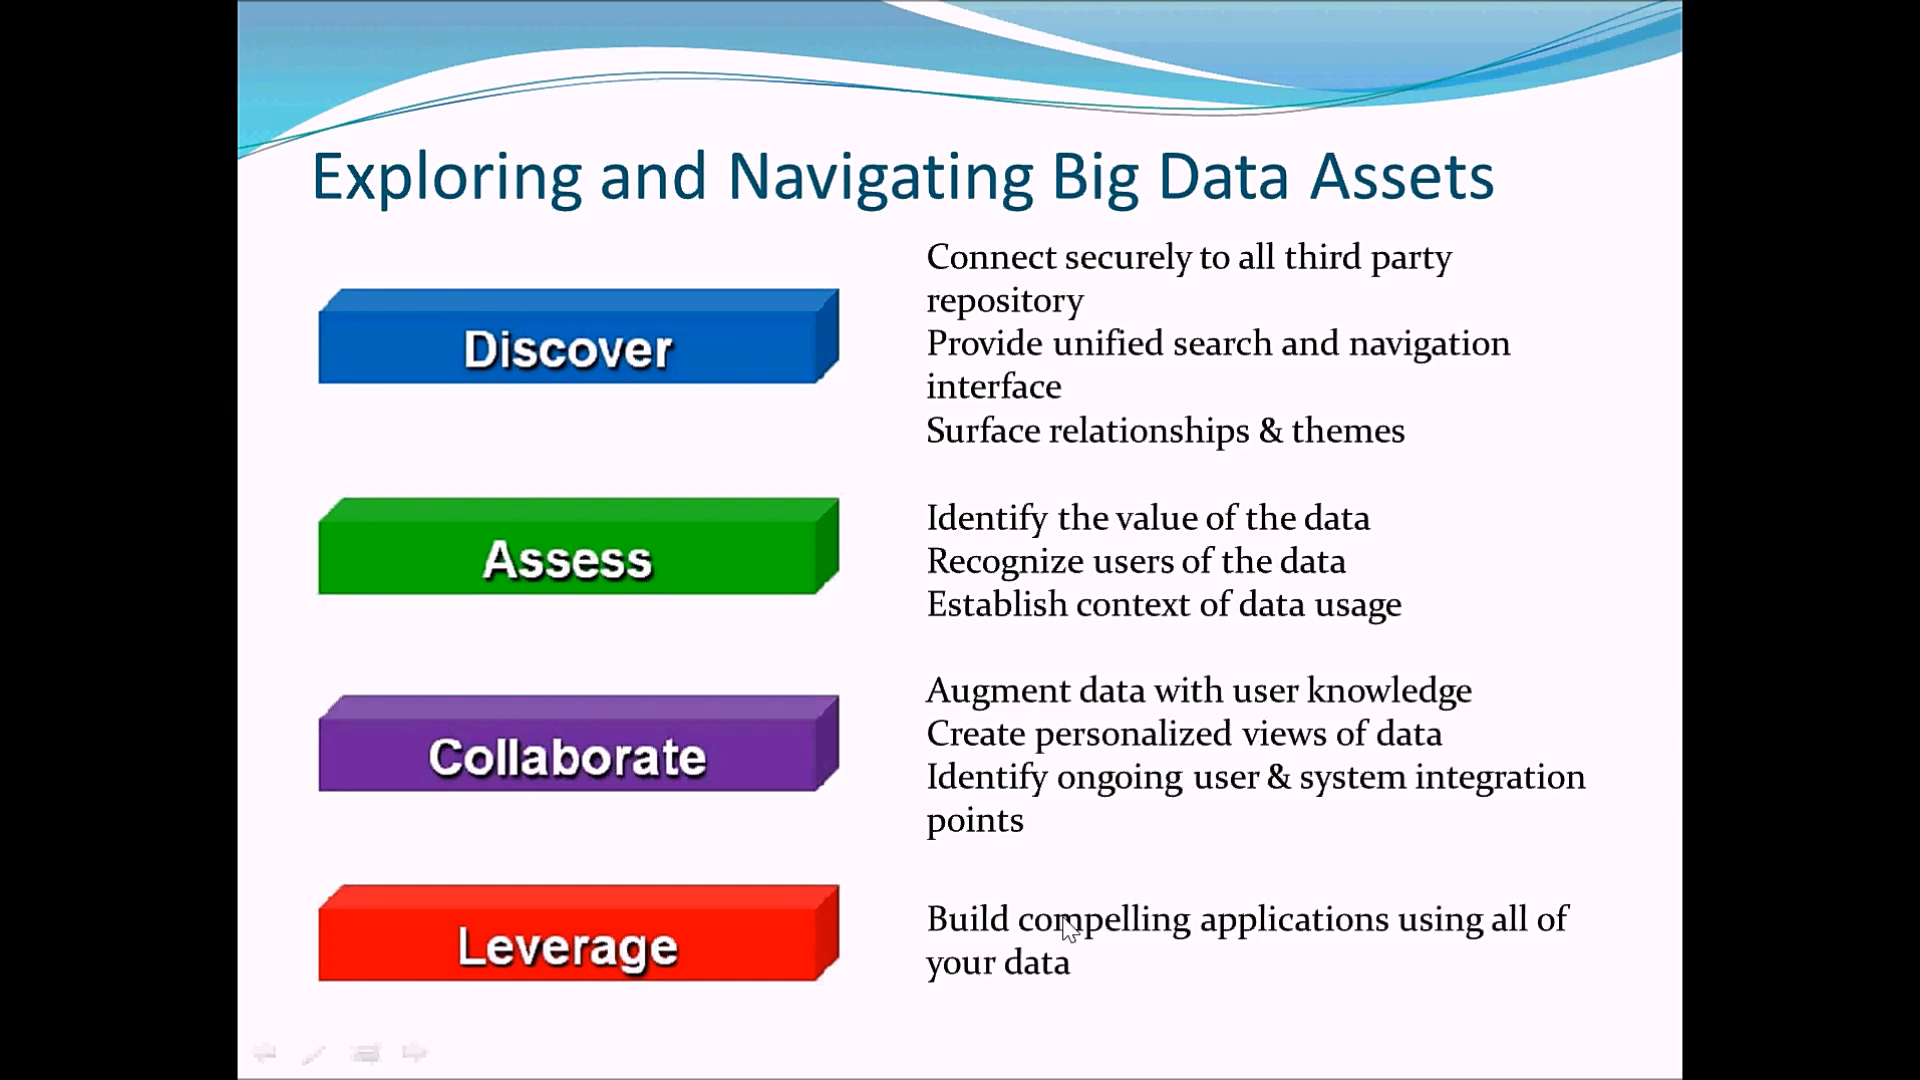 Exploring and Navigating Big Data Assets
Discover
Connect securely to all third party
repository
Provide unified search and navigation
interface
Surface relationships & themes
Assess
Identify the value of the data
Recognize users of the data
Establish context of data usage
Collaborate
Augment data with user knowledge
Create personalized views of data
Identify ongoing user & system integration
points
Leverage
Build compelling applications using all of
your data